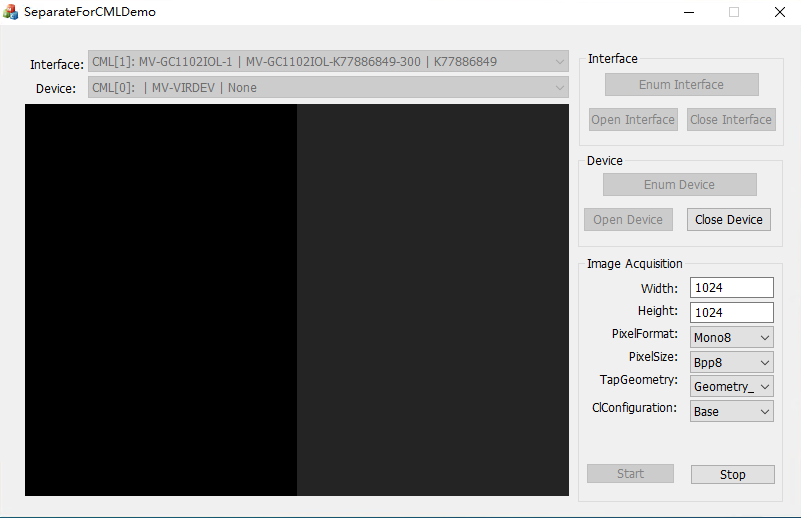 SeparateForCMLDemo
Interface: CML[1]: MV-GC1102IOL-1 | MV-GC1102IOL-K77886849-300 | K77886849
Device: CML[0]: | MV-VIRDEV | None
Interface
Enum Interface
Open Interface Close Interface
Device
Enum Device
Open Device Close Device
Image Acquisition
Width: 1024
Height: 1024
PixelFormat: Mono8
PixelSize: Bpp8
TapGeometry: Geometry_
ClConfiguration: Base
Start Stop